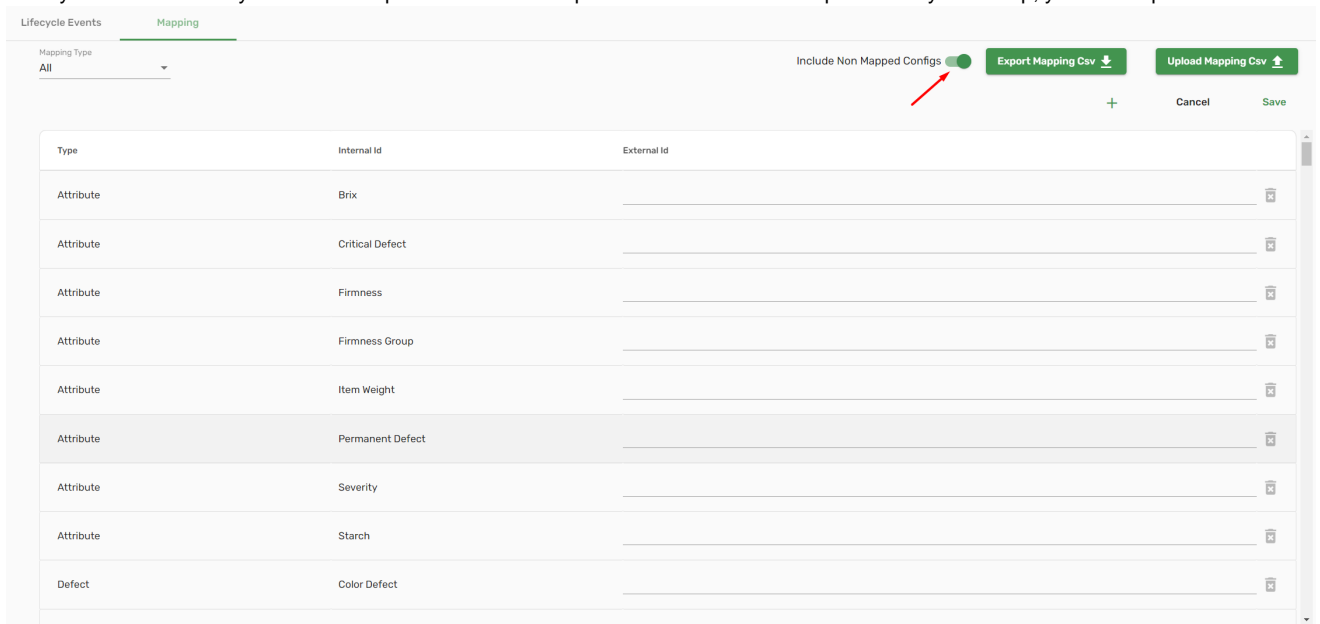 Lifecycle Events Mapping
Mapping Type
All
Include Non Mapped Configs Export Mapping Csv Upload Mapping Csv
+ Cancel Save
Type Internal Id External Id
Attribute Brix
Attribute Critical Defect
Attribute Firmness
Attribute Firmness Group
Attribute Item Weight
Attribute Permanent Defect
Attribute Severity
Attribute Starch
Defect Color Defect